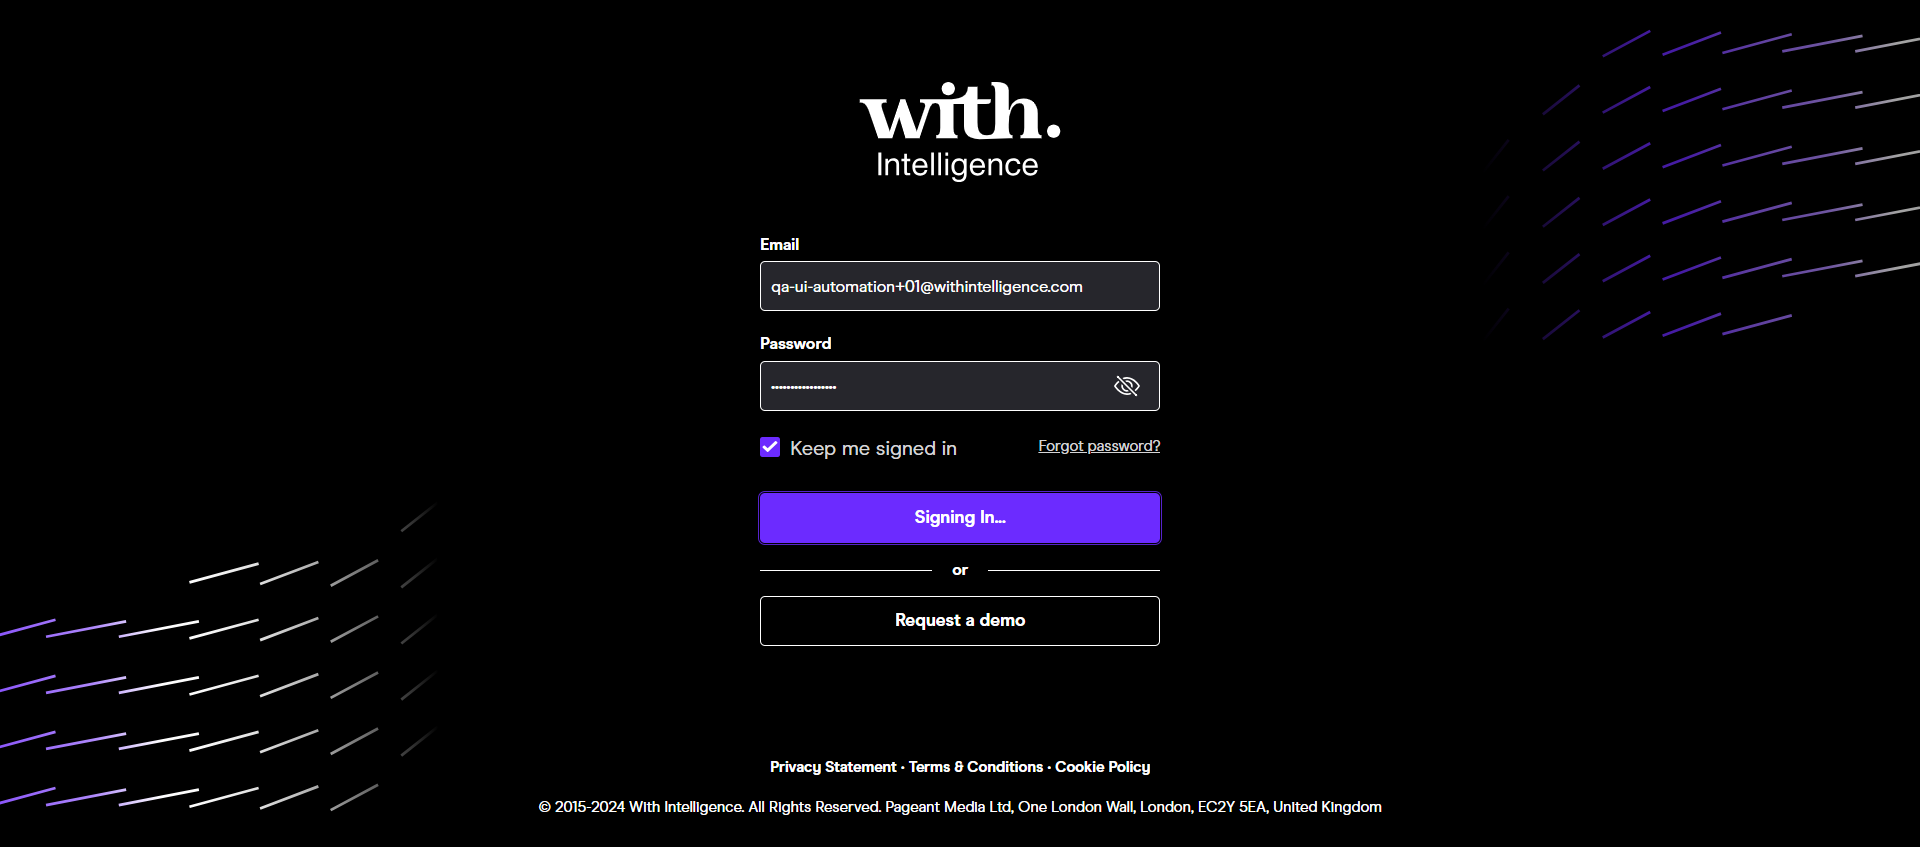 with.
Intelligence
Email
qa-ui-automation+01@withintelligence.com
Password
•••••••••••••••••
Keep me signed in
Forgot password?
Signing In...
or
Request a demo
Privacy Statement • Terms & Conditions • Cookie Policy
© 2015-2024 With Intelligence. All Rights Reserved. Pageant Media Ltd, One London Wall, London, EC2Y 5EA, United Kingdom